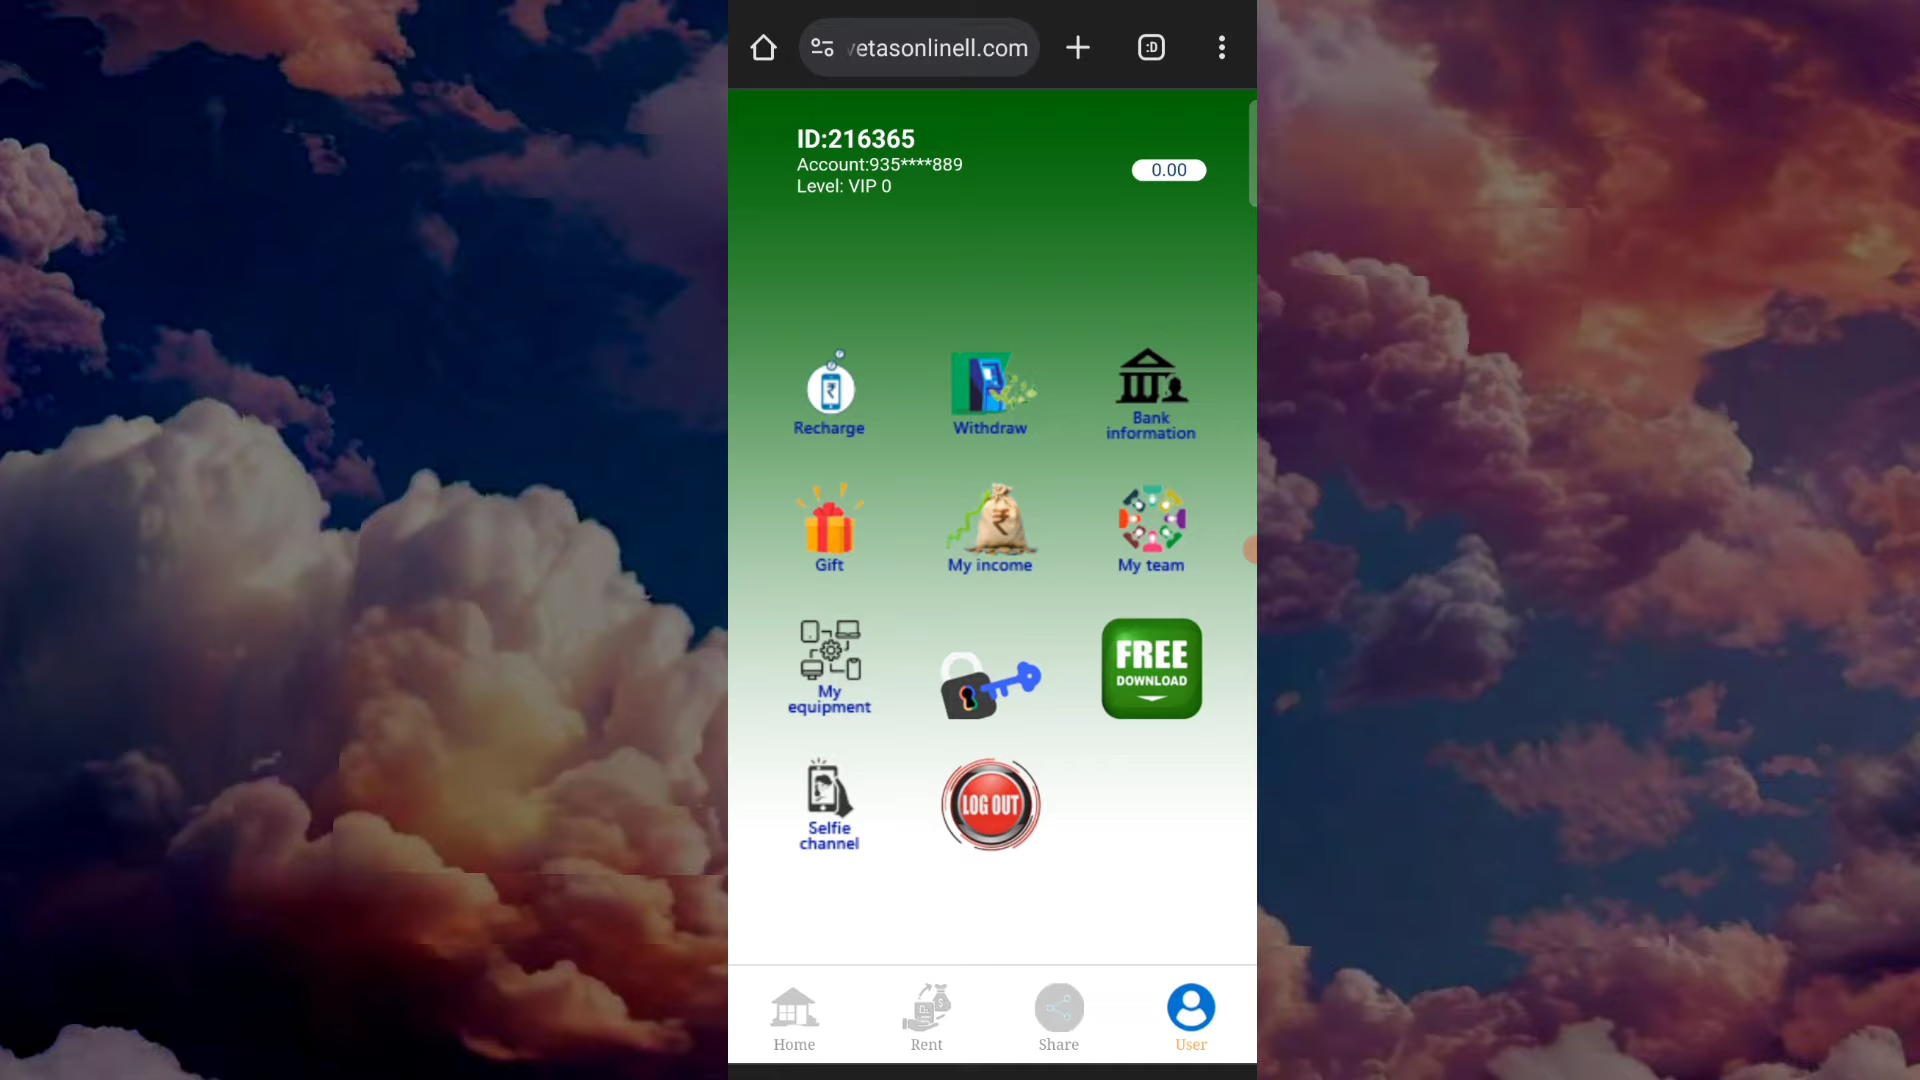 vetasonlinell.com
:D
ID:216365
Account:935****889
Level: VIP 0
0.00
Recharge
Withdraw
Bank
information
Gift
My income
My team
My
equipment
FREE
DOWNLOAD
Selfie
channel
LOG OUT
Home
Rent
Share
User